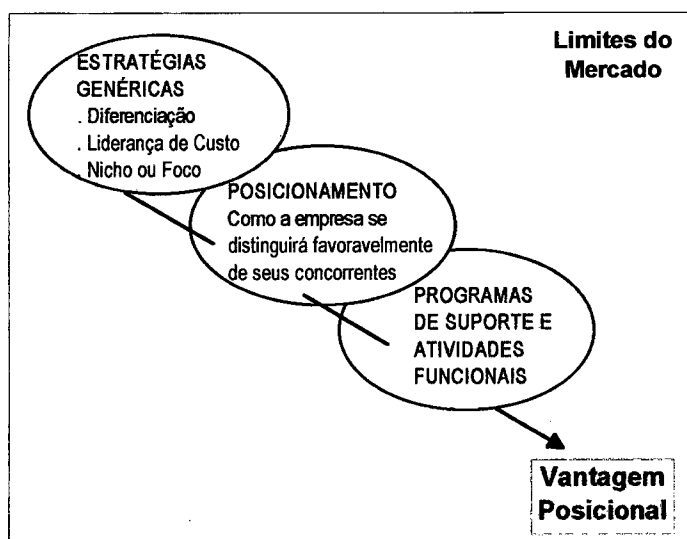 Limites do
Mercado
ESTRATÉGIAS
GENÉRICAS
. Diferenciação
. Liderança de Custo
. Nicho ou Foco
POSICIONAMENTO
Como a empresa se
distinguirá favoravelmente
de seus concorrentes
PROGRAMAS
DE SUPORTE E
ATIVIDADES
FUNCIONAIS
Vantagem
Posicional